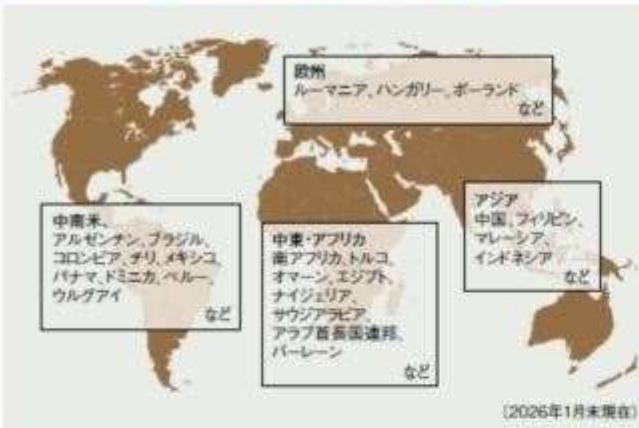 欧州
ルーマニア、ハンガリー、ポーランド
など
中南米、
アルゼンチン、ブラジル、
コロンビア、チリ、メキシコ、
パナマ、ドミニカ、ペルー、
ウルグアイ
など
中東・アフリカ
南アフリカ、トルコ、
オマーン、エジプト、
ナイジェリア、
サウジアラビア、
アラブ首長国連邦、
バーレーン
など
アジア
中国、フィリピン、
マレーシア、
インドネシア
など
(2026年1月末現在)